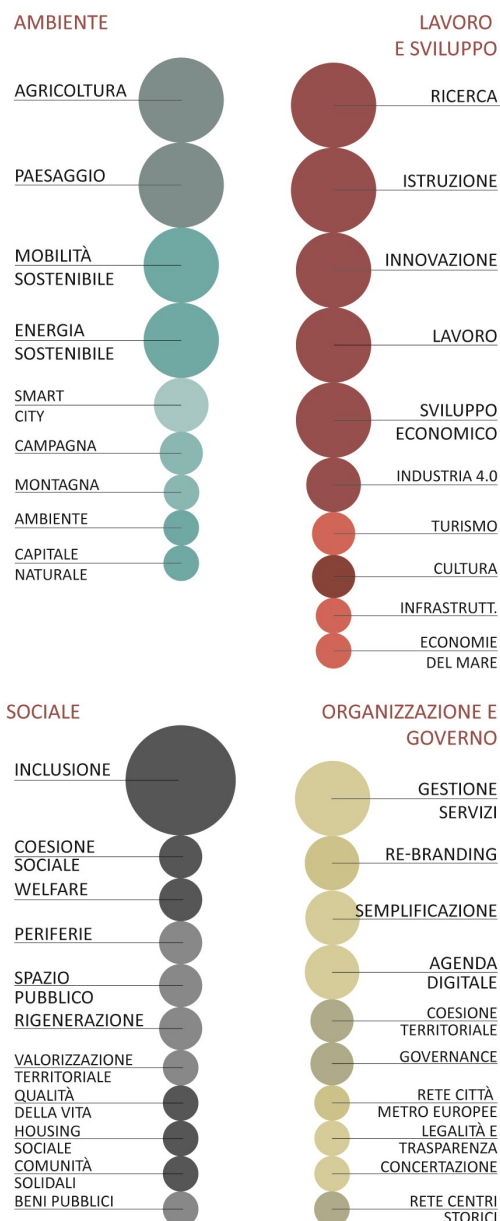 AMBIENTE
AGRICOLTURA
PAESAGGIO
MOBILITÀ
SOSTENIBILE
ENERGIA
SOSTENIBILE
SMART
CITY
CAMPAGNA
MONTAGNA
AMBIENTE
CAPITALE
NATURALE
LAVORO
E SVILUPPO
RICERCA
ISTRUZIONE
INNOVAZIONE
LAVORO
SVILUPPO
ECONOMICO
INDUSTRIA 4.0
TURISMO
CULTURA
INFRASTRUTT.
ECONOMIE
DEL MARE
SOCIALE
INCLUSIONE
COESIONE
SOCIALE
WELFARE
PERIFERIE
SPAZIO
PUBBLICO
RIGENERAZIONE
VALORIZZAZIONE
TERRITORIALE
QUALITÀ
DELLA VITA
HOUSING
SOCIALE
COMUNITÀ
SOLIDALI
BENI PUBBLICI
ORGANIZZAZIONE E
GOVERNO
GESTIONE
SERVIZI
RE-BRANDING
SEMPLIFICAZIONE
AGENDA
DIGITALE
COESIONE
TERRITORIALE
GOVERNANCE
RETE CITTÀ
METRO EUROPEE
LEGALITÀ E
TRASPARENZA
CONCERTAZIONE
RETE CENTRI
STORICI